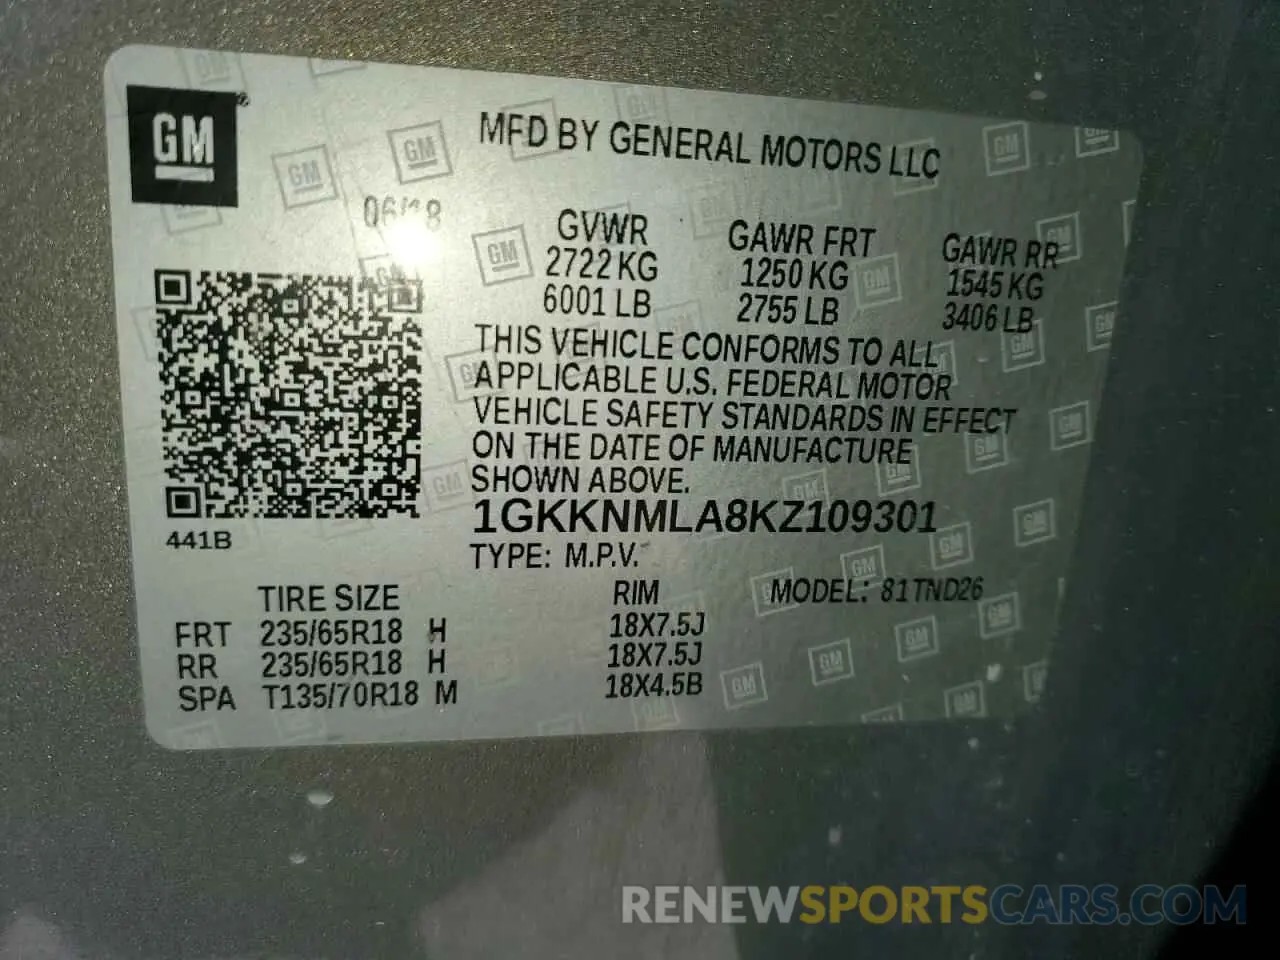 GM
MFD BY GENERAL MOTORS LLC
06/18
GVWR GAWR FRT GAWR RR
2722 KG 1250 KG 1545 KG
6001 LB 2755 LB 3406 LB
THIS VEHICLE CONFORMS TO ALL
APPLICABLE U.S. FEDERAL MOTOR
VEHICLE SAFETY STANDARDS IN EFFECT
ON THE DATE OF MANUFACTURE
SHOWN ABOVE.
1GKKNMLA8KZ109301
441B
TYPE: M.P.V.
TIRE SIZE RIM MODEL: 81TND26
FRT 235/65R18 H 18X7.5J
RR 235/65R18 H 18X7.5J
SPA T135/70R18 M 18X4.5B
RENEWSPORTSCARS.COM